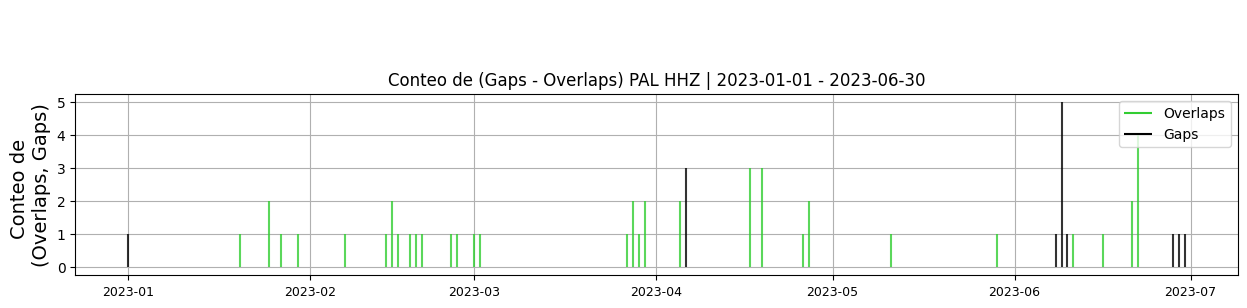 Conteo de (Gaps - Overlaps) PAL HHZ | 2023-01-01 - 2023-06-30
Conteo de
(Overlaps, Gaps)
5
4
3
2
1
0
Overlaps
Gaps
2023-01
2023-02
2023-03
2023-04
2023-05
2023-06
2023-07